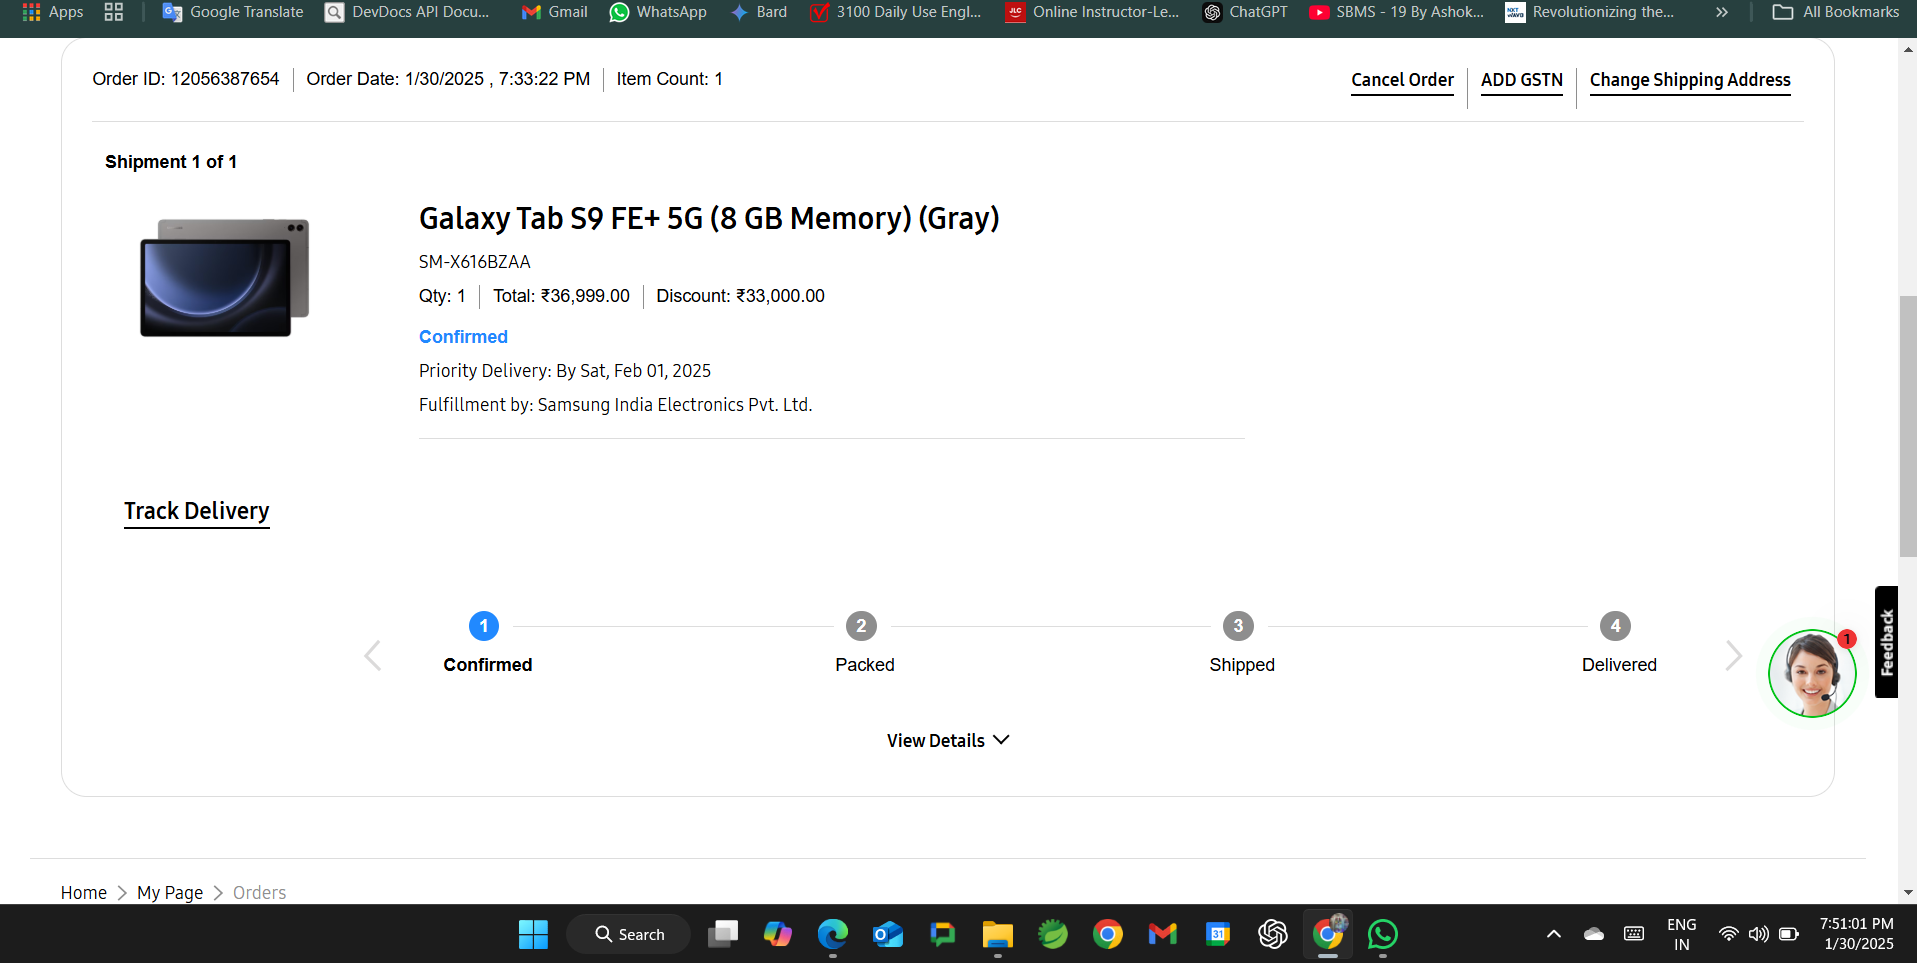 Apps Google Translate DevDocs API Docu... Gmail WhatsApp Bard 3100 Daily Use Engl... JLC Online Instructor-Le... ChatGPT SBMS - 19 By Ashok... Revolutionizing the... » All Bookmarks
Order ID: 12056387654 Order Date: 1/30/2025 , 7:33:22 PM Item Count: 1 Cancel Order ADD GSTN Change Shipping Address
Shipment 1 of 1
Galaxy Tab S9 FE+ 5G (8 GB Memory) (Gray)
SM-X616BZAA
Qty: 1 Total: ₹36,999.00 Discount: ₹33,000.00
Confirmed
Priority Delivery: By Sat, Feb 01, 2025
Fulfillment by: Samsung India Electronics Pvt. Ltd.
Track Delivery
1 2 3 4
Confirmed Packed Shipped Delivered
1
Feedback
View Details
Home My Page Orders
Search
31
ENG
IN
7:51:01 PM
1/30/2025